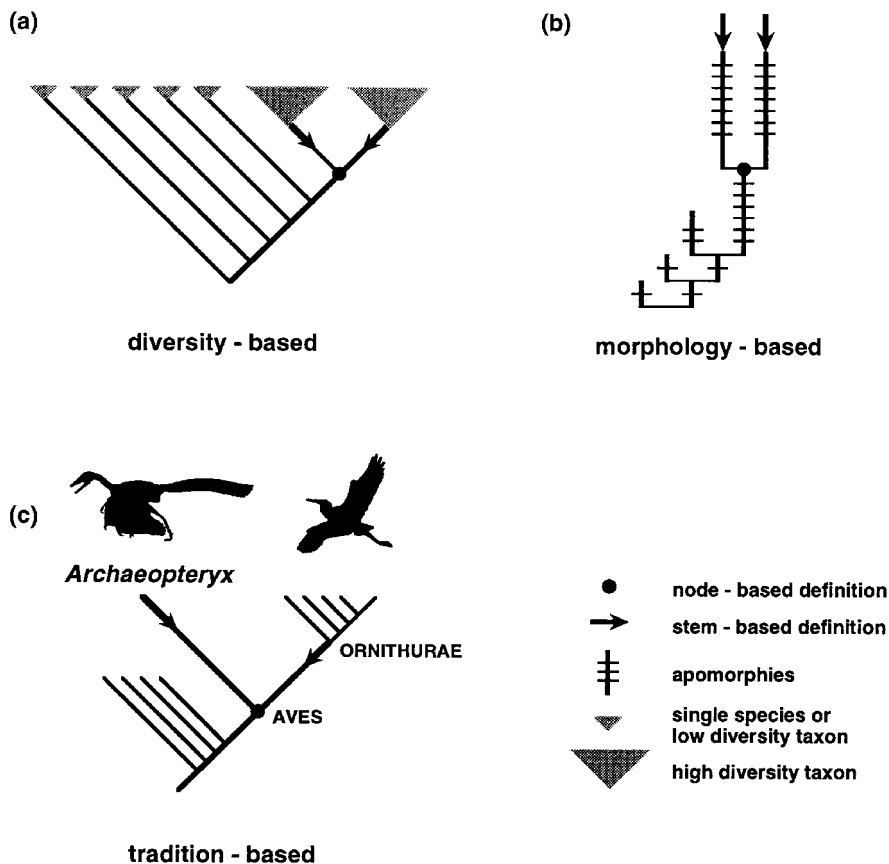 (a)
(b)
diversity - based
morphology - based
(c)
Archaeopteryx
ORNITHURAE
AVES
tradition - based
node - based definition
stem - based definition
apomorphies
single species or
low diversity taxon
high diversity taxon